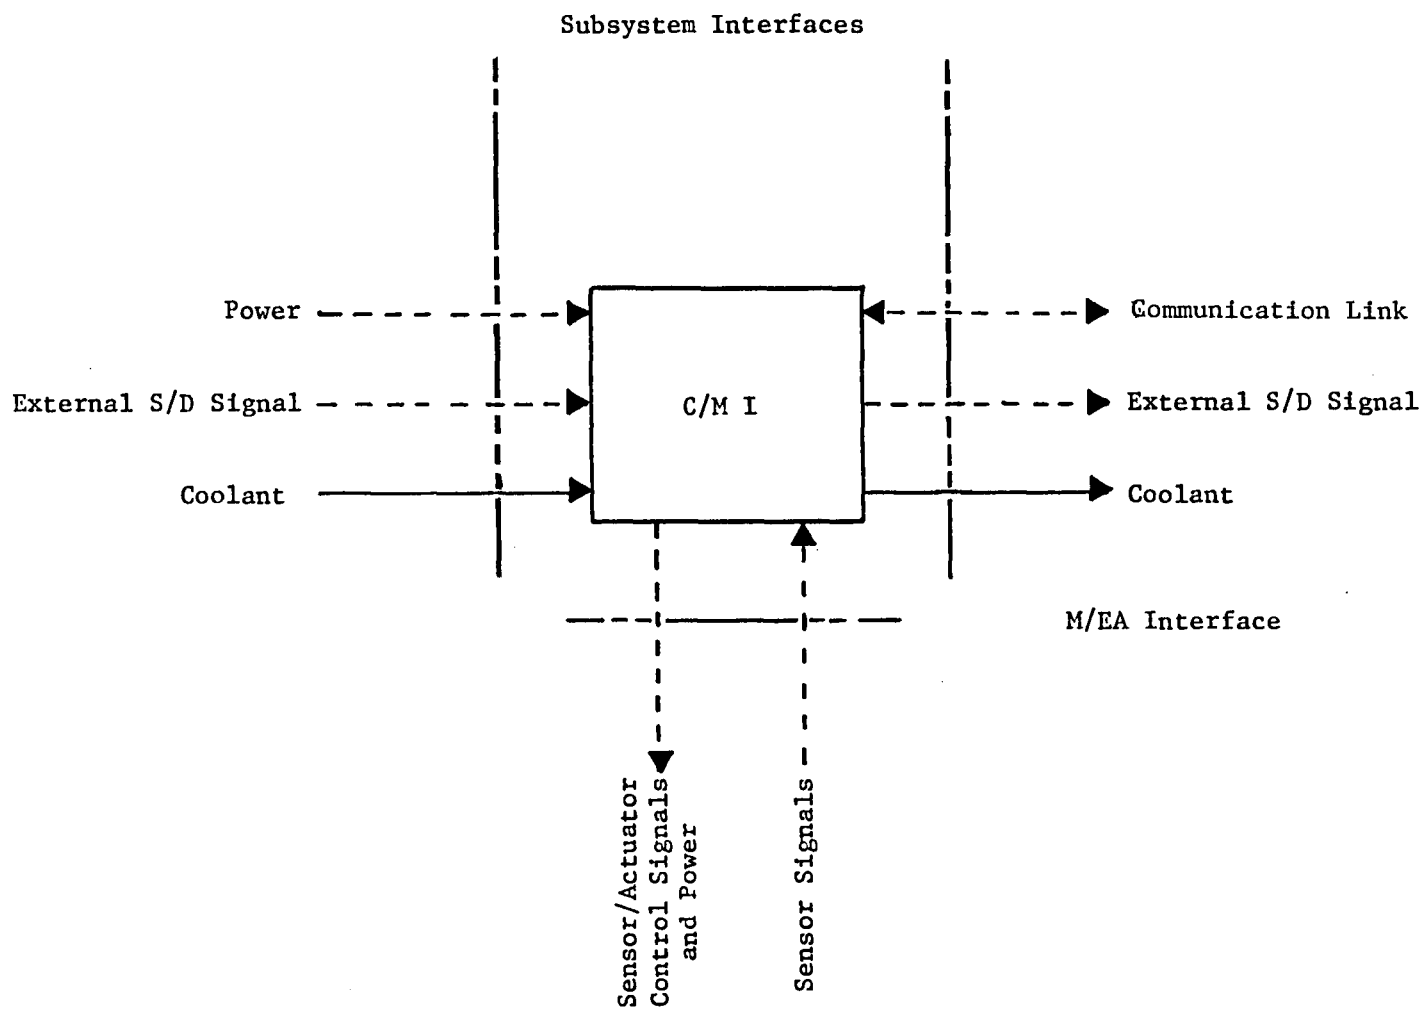 Subsystem Interfaces
Power
Communication Link
External S/D Signal
C/M I
External S/D Signal
Coolant
Coolant
M/EA Interface
Sensor/Actuator
Control Signals
and Power
Sensor Signals